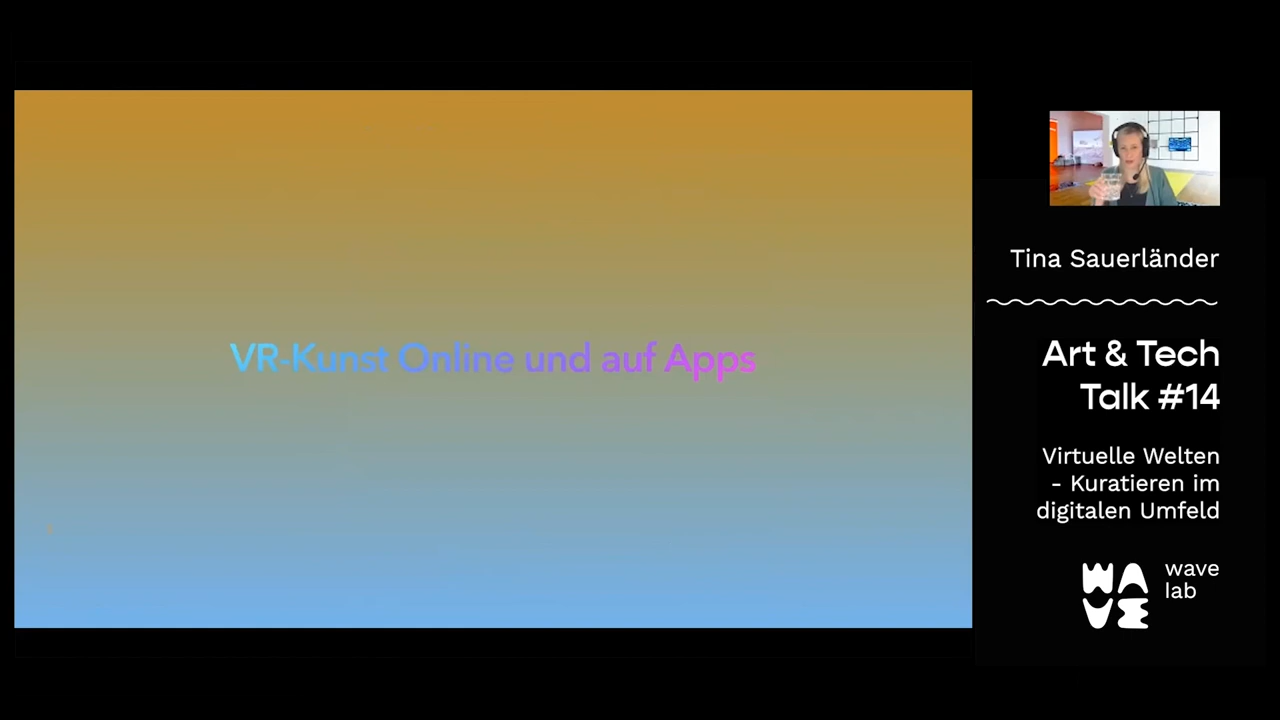 VR-Kunst Online und auf Apps
Tina Sauerländer
Art & Tech
Talk #14
Virtuelle Welten
- Kuratieren im
digitalen Umfeld
WAVE
wave
lab